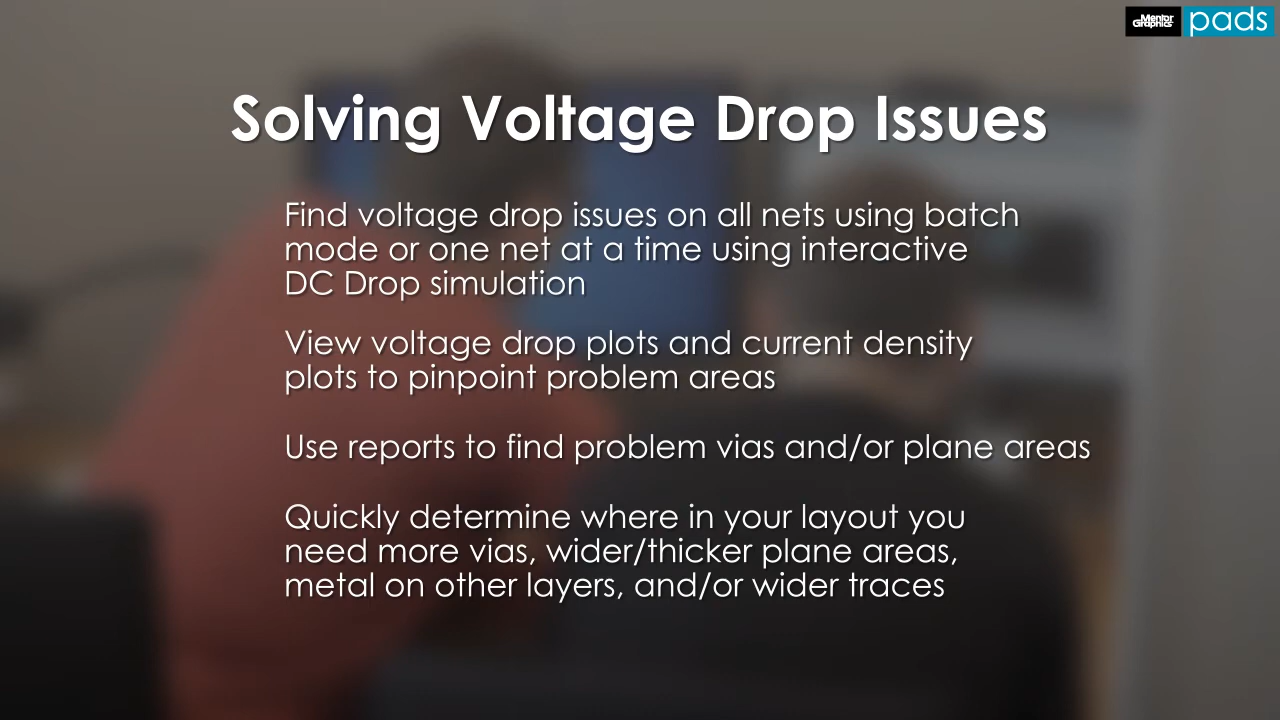 Mentor
Graphics
pads
Solving Voltage Drop Issues
Find voltage drop issues on all nets using batch
mode or one net at a time using interactive
DC Drop simulation
View voltage drop plots and current density
plots to pinpoint problem areas
Use reports to find problem vias and/or plane areas
Quickly determine where in your layout you
need more vias, wider/thicker plane areas,
metal on other layers, and/or wider traces